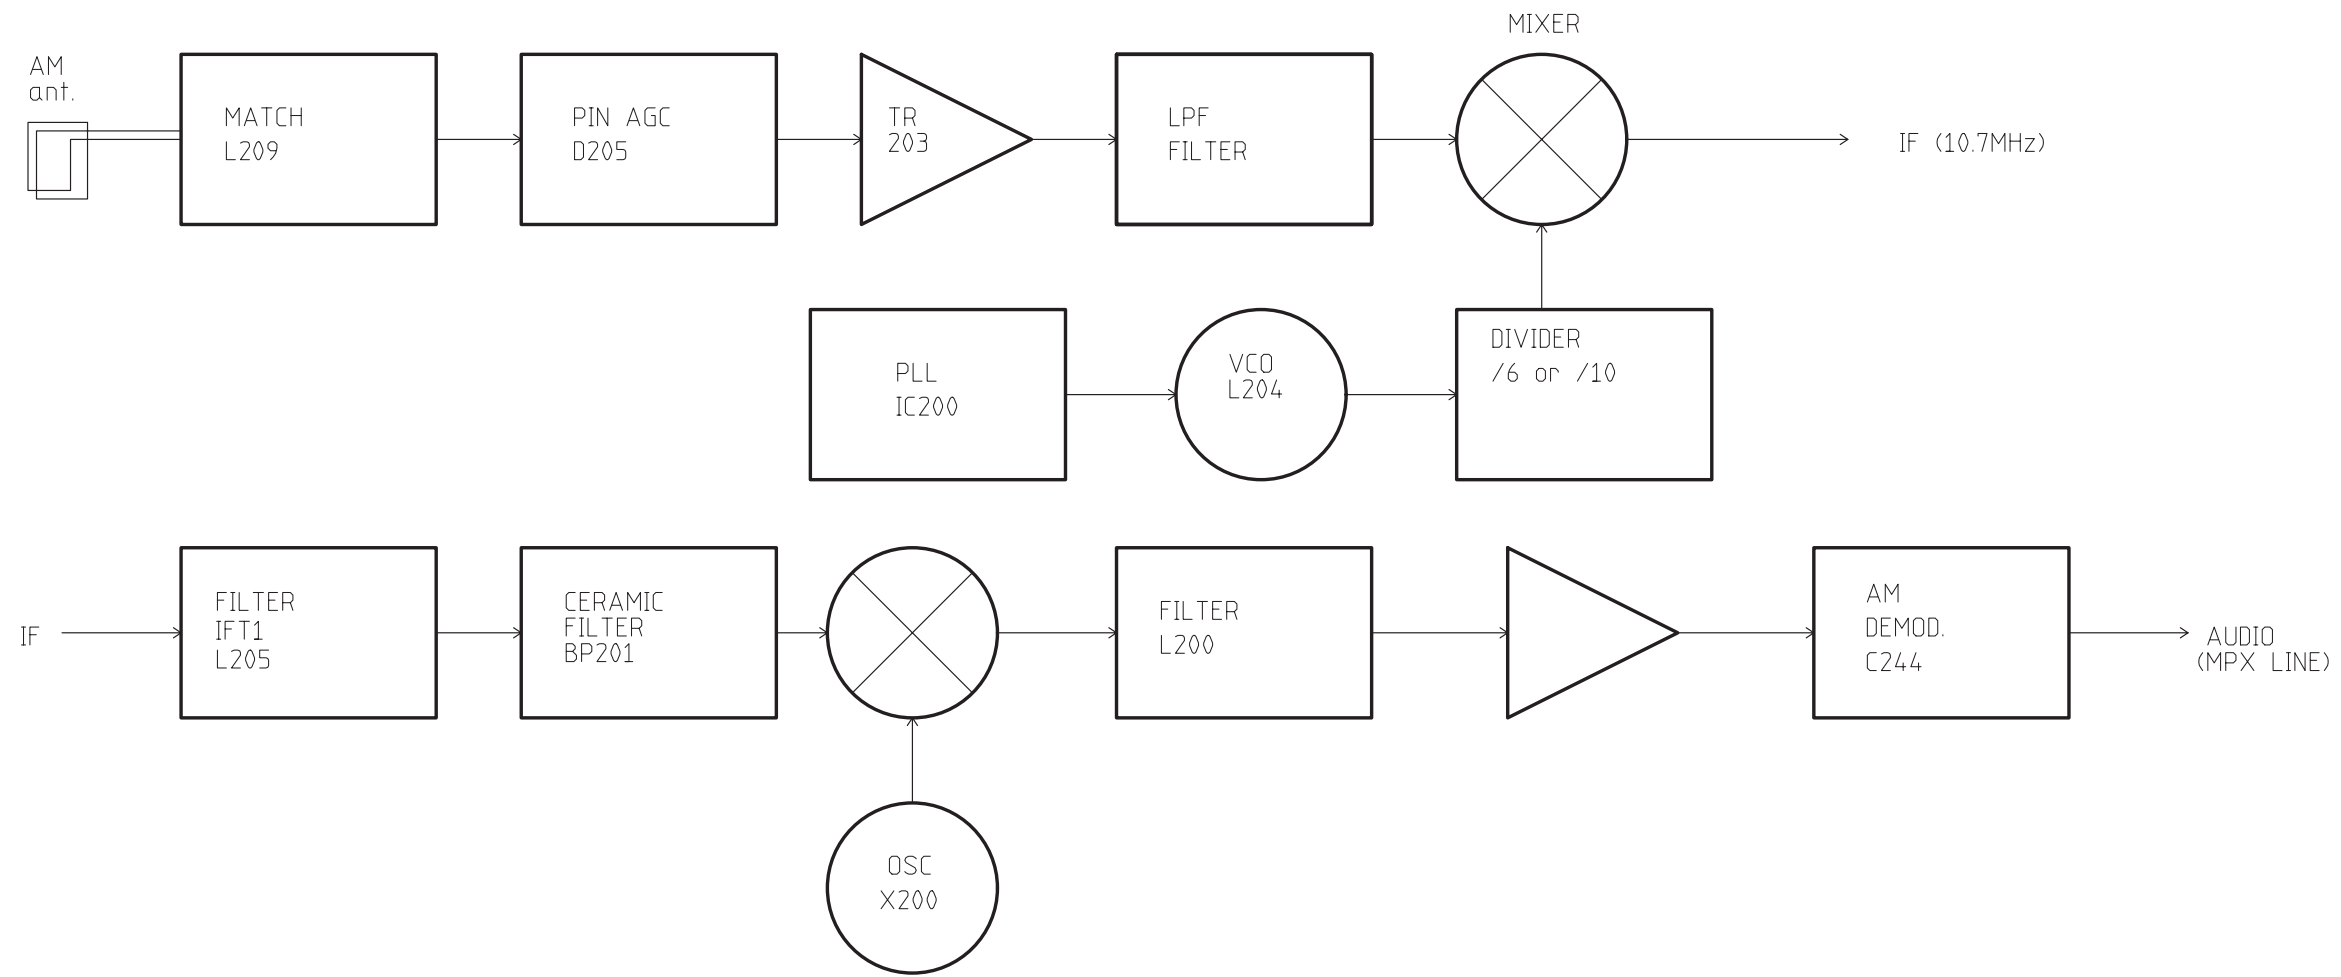 MIXER
AM
ant.
MATCH
L209
PIN AGC
D205
TR
203
LPF
FILTER
IF (10.7MHz)
PLL
IC200
VCO
L204
DIVIDER
/6 or /10
IF
FILTER
IFT1
L205
CERAMIC
FILTER
BP201
FILTER
L200
AM
DEMOD.
C244
AUDIO
(MPX LINE)
OSC
X200